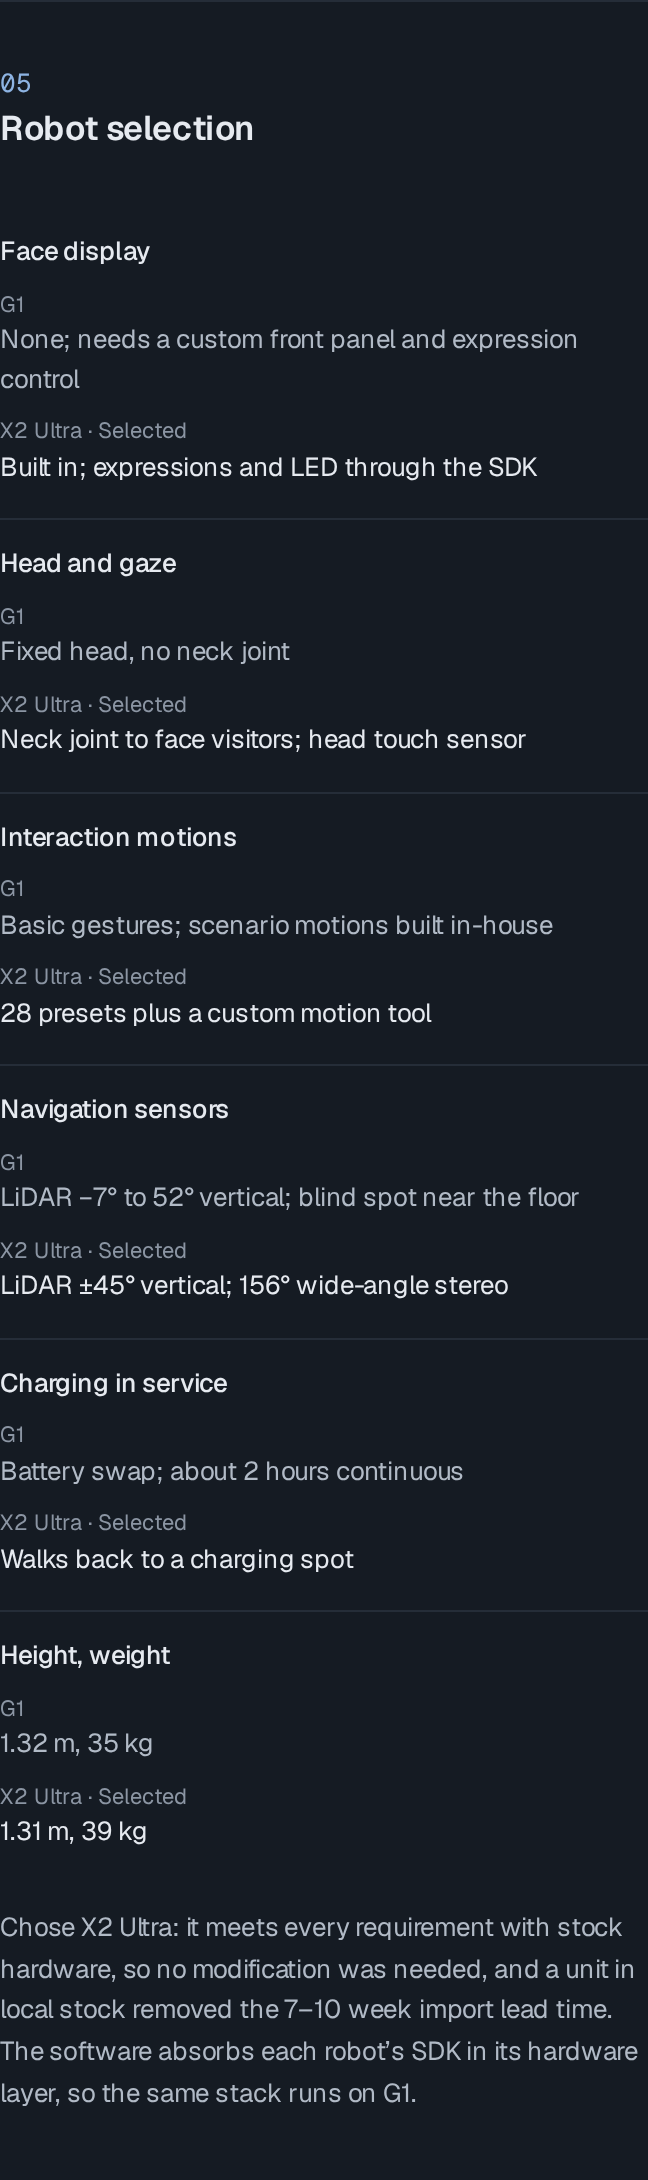 05
Robot selection
Face display
G1
None; needs a custom front panel and expression
control
X2 Ultra · Selected
Built in; expressions and LED through the SDK
Head and gaze
G1
Fixed head, no neck joint
X2 Ultra · Selected
Neck joint to face visitors; head touch sensor
Interaction motions
G1
Basic gestures; scenario motions built in-house
X2 Ultra · Selected
28 presets plus a custom motion tool
Navigation sensors
G1
LiDAR −7° to 52° vertical; blind spot near the floor
X2 Ultra · Selected
LiDAR ±45° vertical; 156° wide-angle stereo
Charging in service
G1
Battery swap; about 2 hours continuous
X2 Ultra · Selected
Walks back to a charging spot
Height, weight
G1
1.32 m, 35 kg
X2 Ultra · Selected
1.31 m, 39 kg
Chose X2 Ultra: it meets every requirement with stock
hardware, so no modification was needed, and a unit in
local stock removed the 7–10 week import lead time.
The software absorbs each robot’s SDK in its hardware
layer, so the same stack runs on G1.